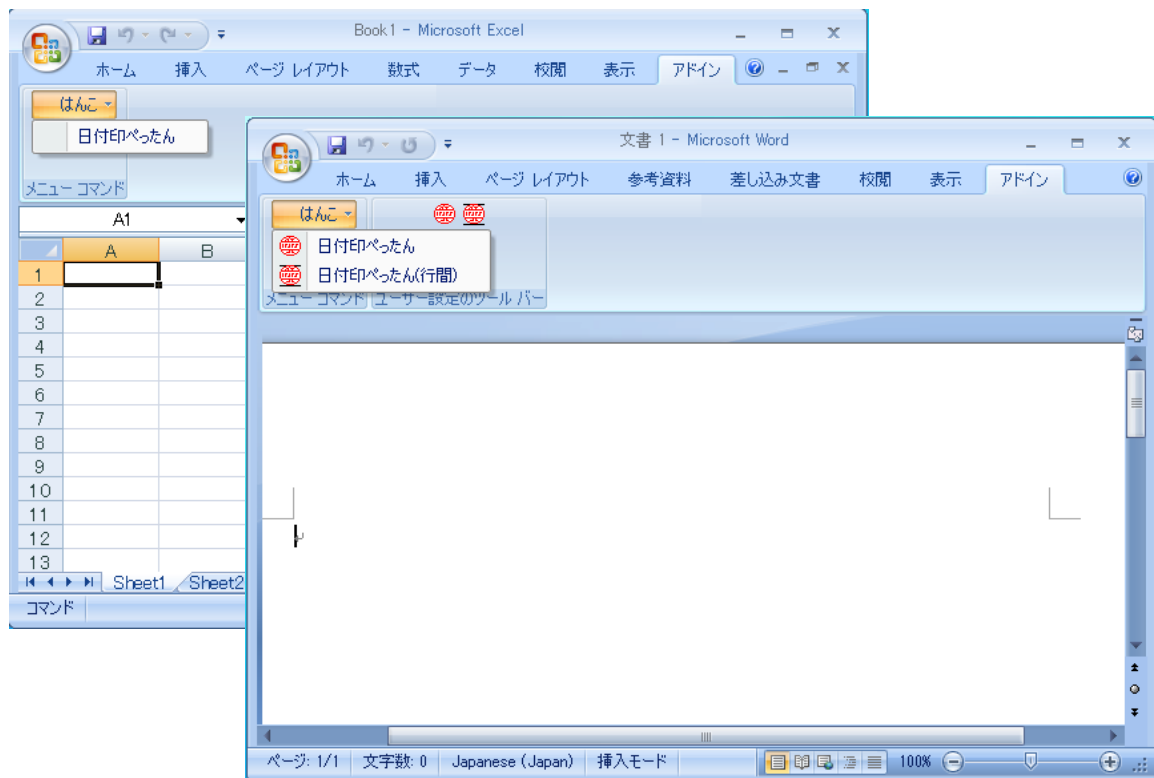 Book1 - Microsoft Excel
ホーム 挿入 ページ レイアウト 数式 データ 校閲 表示 アドイン
はんこ
日付印ぺったん
メニュー コマンド
A1
A B
1
2
3
4
5
6
7
8
9
10
11
12
13
Sheet1 Sheet2
コマンド
文書 1 - Microsoft Word
ホーム 挿入 ページ レイアウト 参考資料 差し込み文書 校閲 表示 アドイン
はんこ
日付印ぺったん
日付印ぺったん(行間)
メニュー コマンド ユーザー設定のツール バー
ページ: 1/1 文字数: 0 Japanese (Japan) 挿入モード 100%